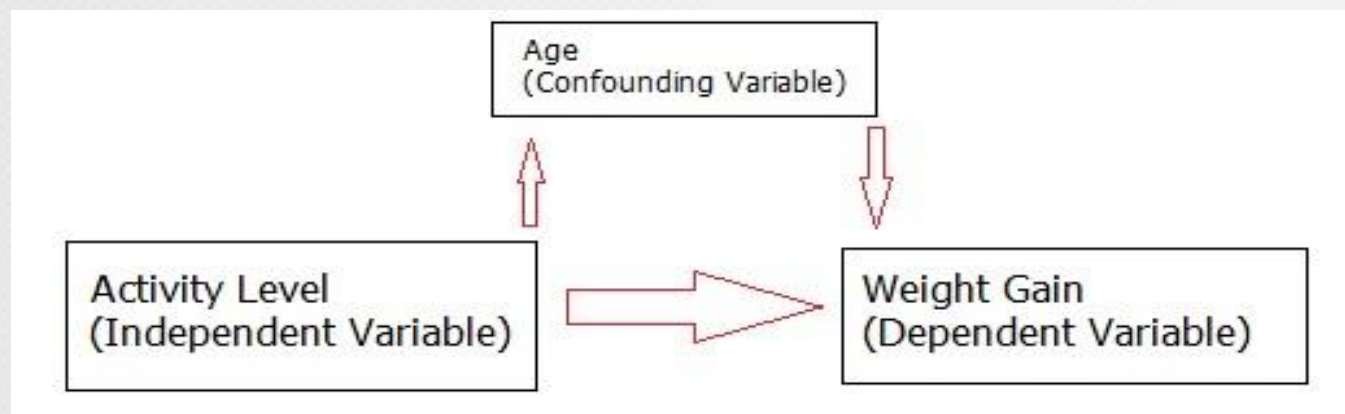 Age
(Confounding Variable)
Activity Level
(Independent Variable)
Weight Gain
(Dependent Variable)